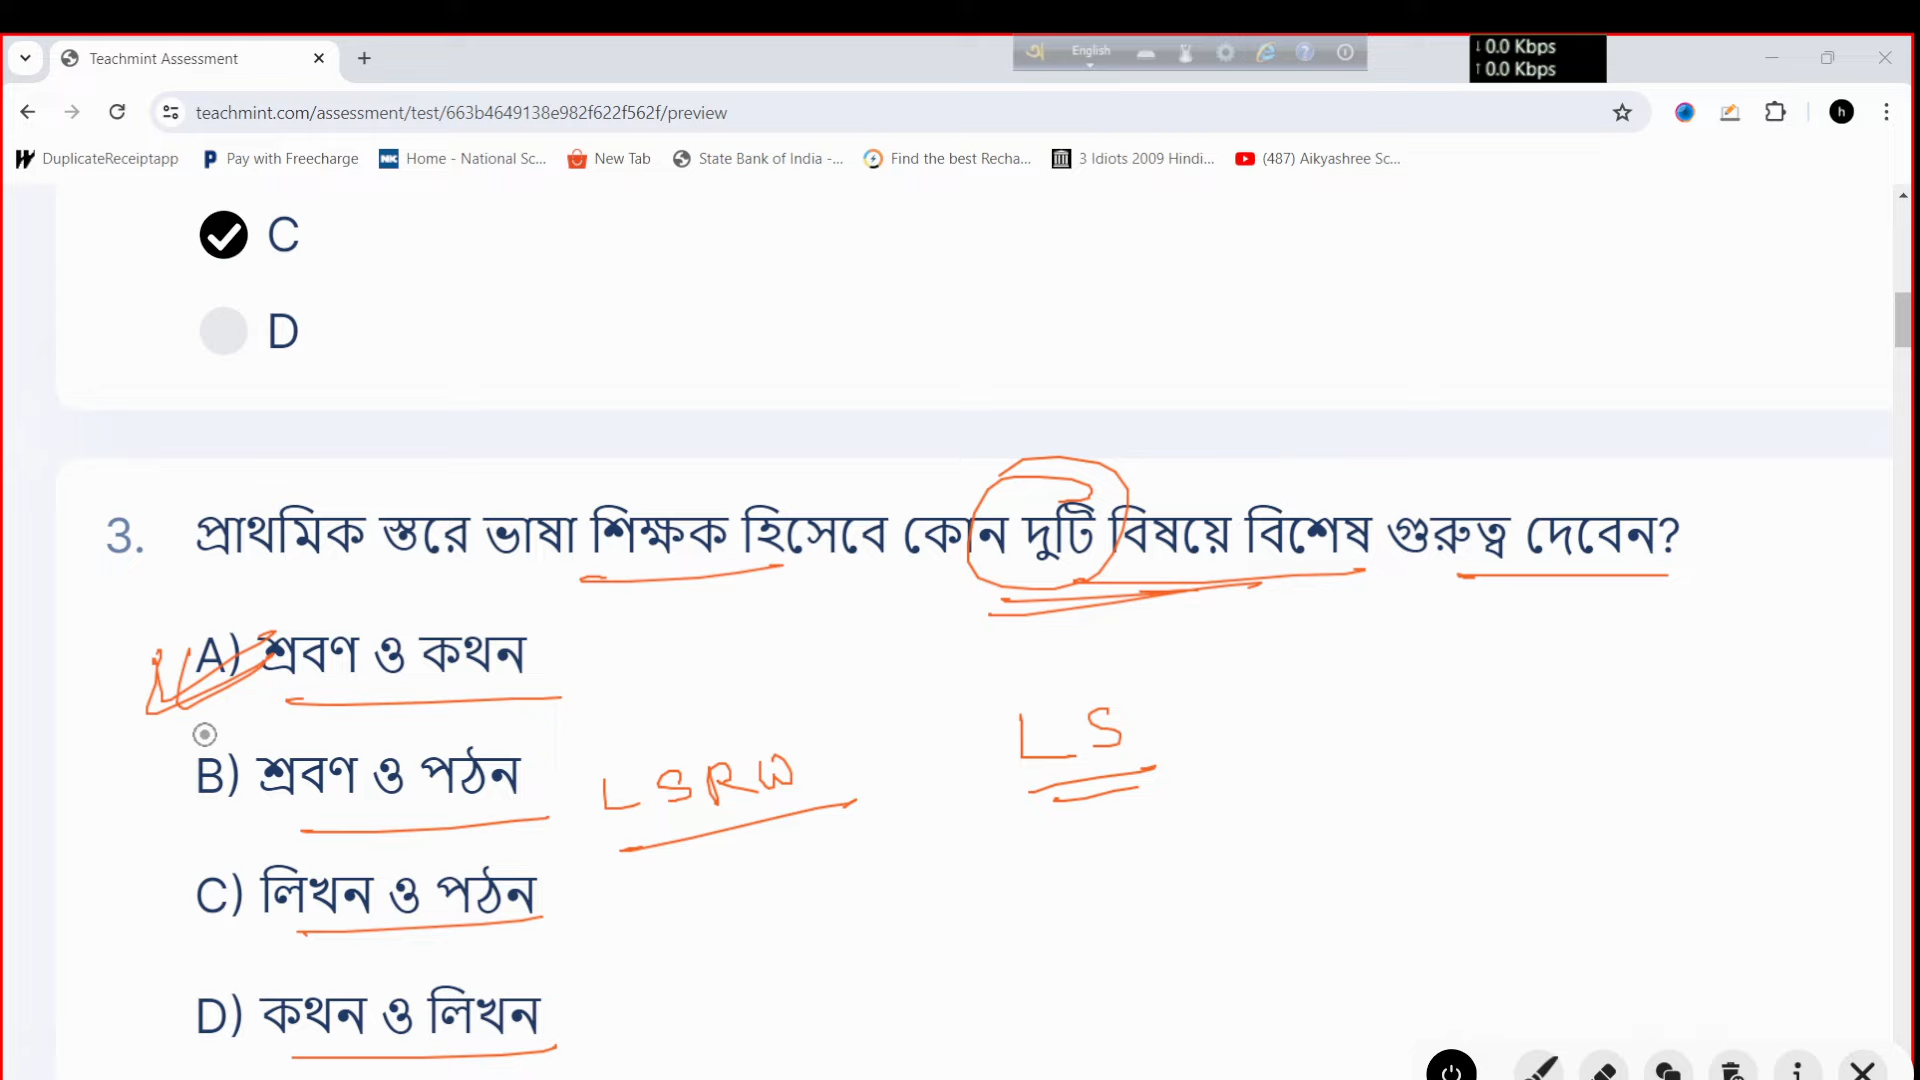 ↓ 0.0 Kbps
English
Teachmint Assessment
↑ 0.0 Kbps
teachmint.com/assessment/test/663b4649138e982f622f562f/preview
h
DuplicateReceiptapp Pay with Freecharge Home - National Sc... New Tab State Bank of India -... Find the best Recha... 3 Idiots 2009 Hindi... (487) Aikyashree Sc...
C
D
3. প্রাথমিক স্তরে ভাষা শিক্ষক হিসেবে কোন দুটি বিষয়ে বিশেষ গুরুত্ব দেবেন?
A) শ্রবণ ও কথন
LS
B) শ্রবণ ও পঠন
LSRW
C) লিখন ও পঠন
D) কথন ও লিখন